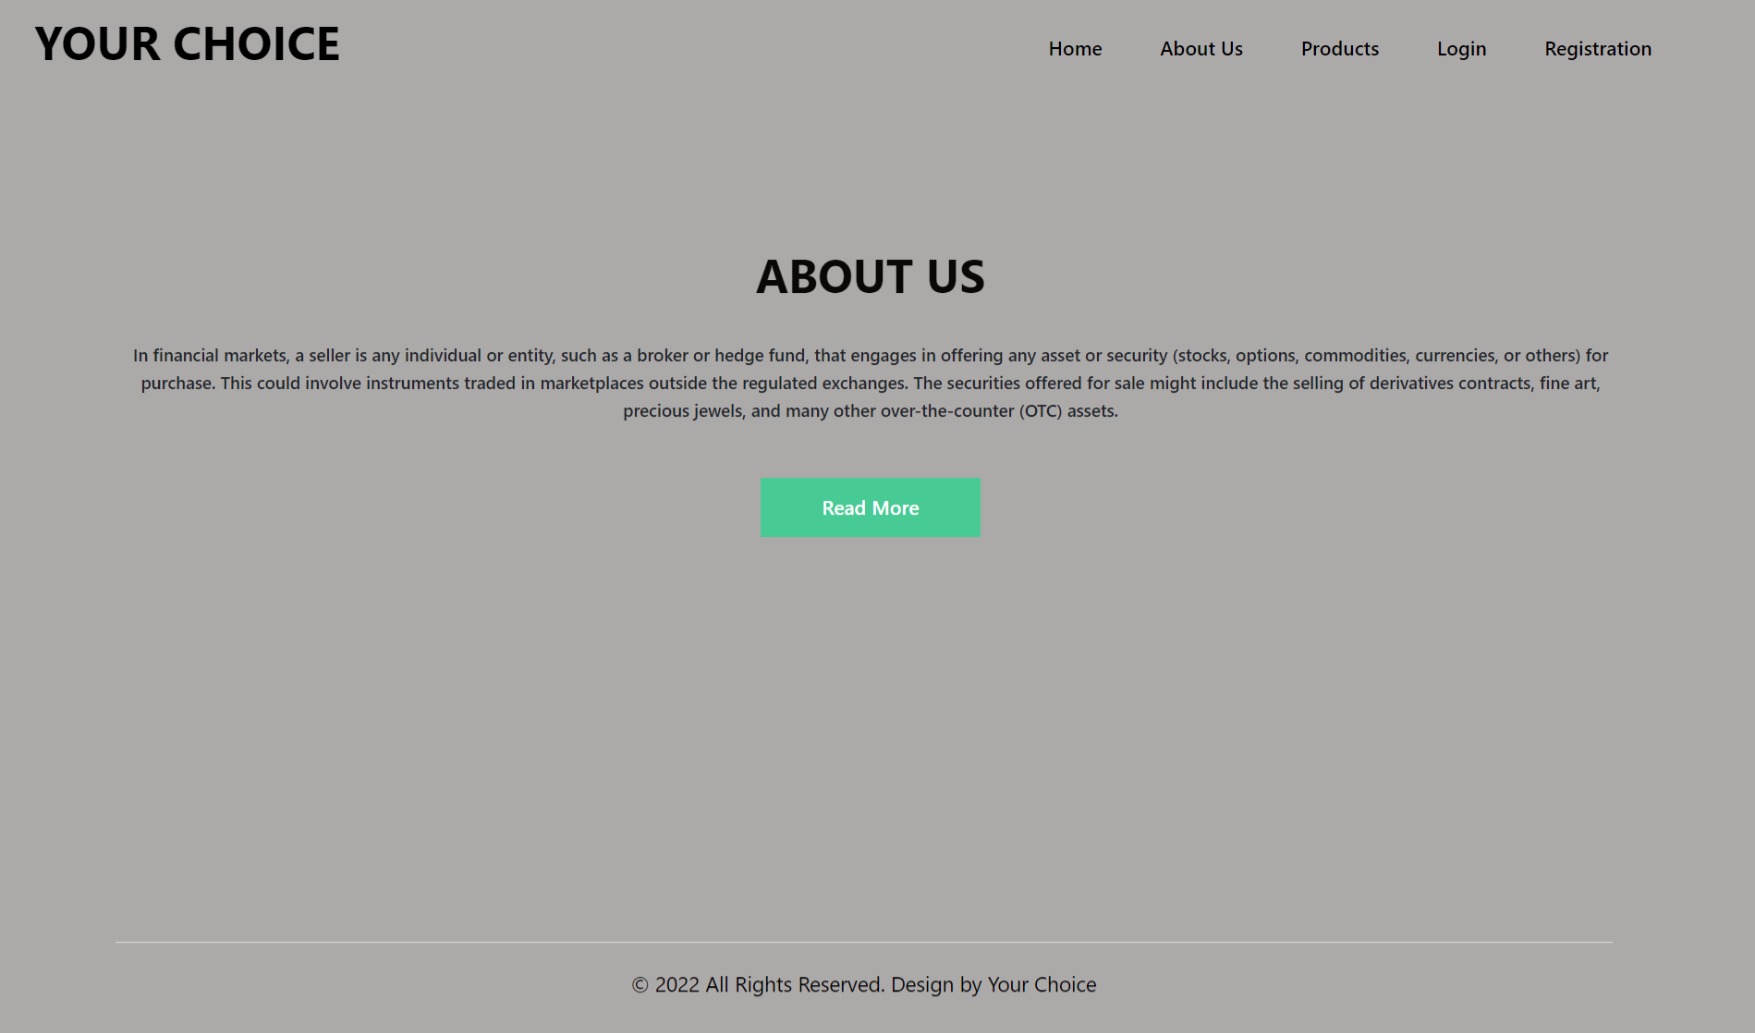 YOUR CHOICE
Home
About Us
Products
Login
Registration
ABOUT US
In financial markets, a seller is any individual or entity, such as a broker or hedge fund, that engages in offering any asset or security (stocks, options, commodities, currencies, or others) for
purchase. This could involve instruments traded in marketplaces outside the regulated exchanges. The securities offered for sale might include the selling of derivatives contracts, fine art,
precious jewels, and many other over-the-counter (OTC) assets.
Read More
© 2022 All Rights Reserved. Design by Your Choice